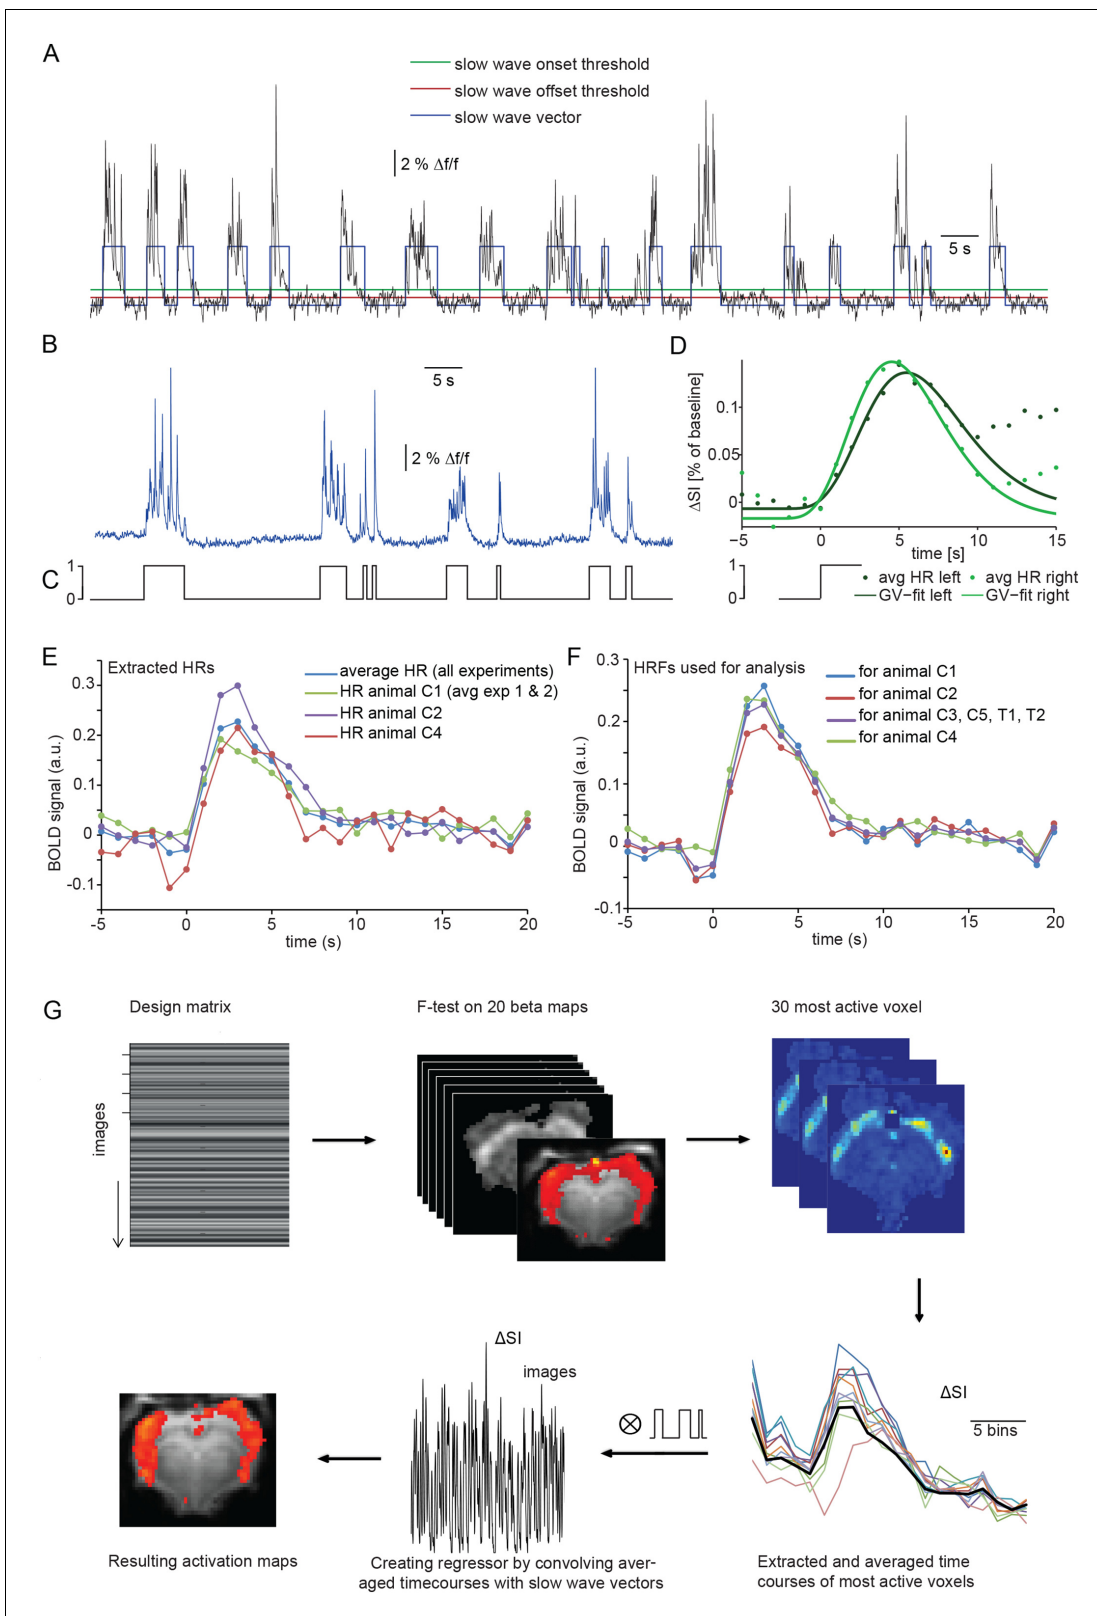 A
slow wave onset threshold
slow wave offset threshold
slow wave vector
2 % Δf/f
5 s
B
5 s
2 % Δf/f
C
1
0
D
ΔSI [% of baseline]
0.1
0.05
0
−5
0
5
10
15
time [s]
1
0
avg HR left
avg HR right
GV−fit left
GV−fit right
E
Extracted HRs
average HR (all experiments)
HR animal C1 (avg exp 1 & 2)
HR animal C2
HR animal C4
BOLD signal (a.u.)
0.3
0.2
0.1
0
-0.1
-5
0
5
10
15
20
time (s)
F
HRFs used for analysis
for animal C1
for animal C2
for animal C3, C5, T1, T2
for animal C4
BOLD signal (a.u.)
0.3
0.2
0.1
0
-0.1
-5
0
5
10
15
20
time (s)
G
Design matrix
images
F-test on 20 beta maps
30 most active voxel
ΔSI
5 bins
Extracted and averaged time
courses of most active voxels
ΔSI
images
Creating regressor by convolving aver-
aged timecourses with slow wave vectors
Resulting activation maps